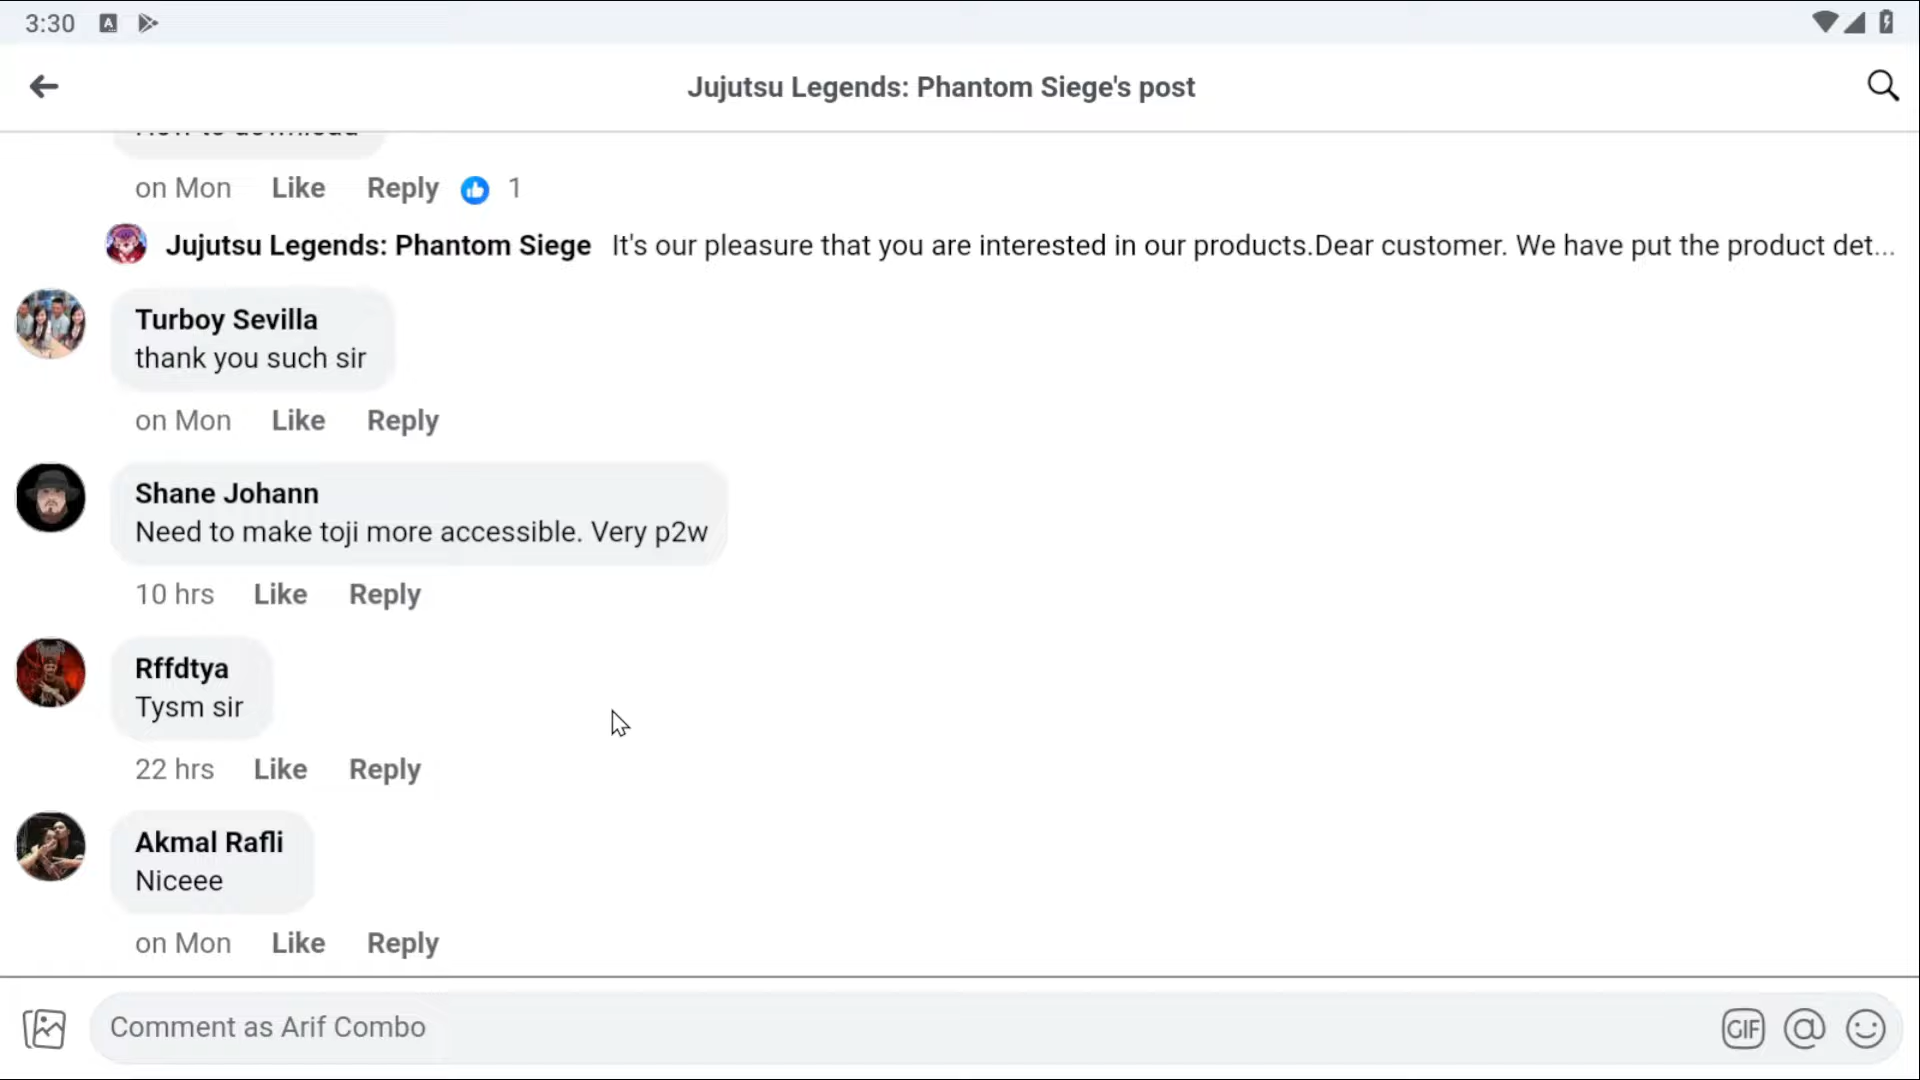 3:30
Jujutsu Legends: Phantom Siege's post
How to download
on Mon Like Reply 1
Jujutsu Legends: Phantom Siege It's our pleasure that you are interested in our products.Dear customer. We have put the product det...
Turboy Sevilla
thank you such sir
on Mon Like Reply
Shane Johann
Need to make toji more accessible. Very p2w
10 hrs Like Reply
Rffdtya
Tysm sir
22 hrs Like Reply
Akmal Rafli
Niceee
on Mon Like Reply
Comment as Arif Combo
GIF @